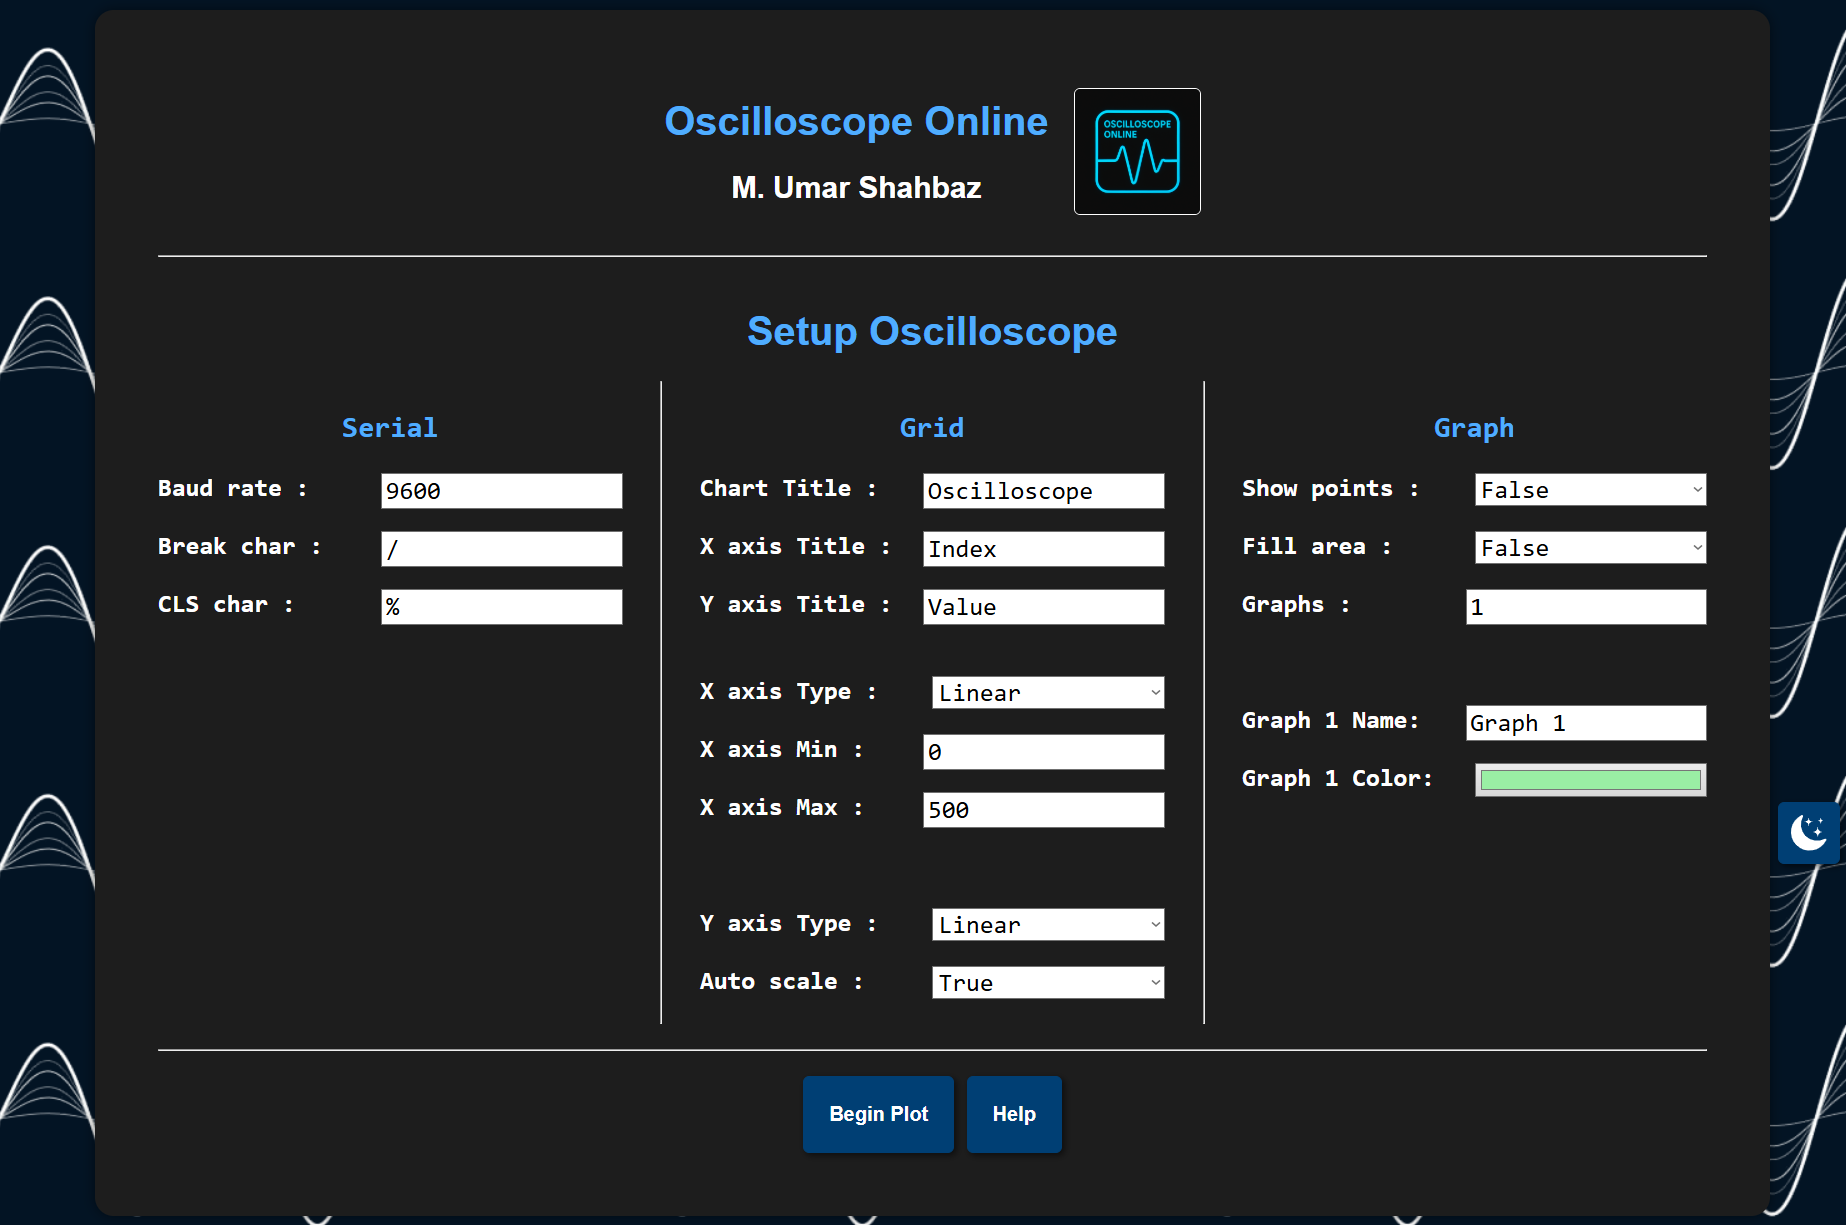 Oscilloscope Online
M. Umar Shahbaz
OSCILLOSCOPE
ONLINE
Setup Oscilloscope
Serial
Baud rate : 9600
Break char : /
CLS char : %
Grid
Chart Title : Oscilloscope
X axis Title : Index
Y axis Title : Value
X axis Type : Linear
X axis Min : 0
X axis Max : 500
Y axis Type : Linear
Auto scale : True
Graph
Show points : False
Fill area : False
Graphs : 1
Graph 1 Name: Graph 1
Graph 1 Color:
Begin Plot
Help